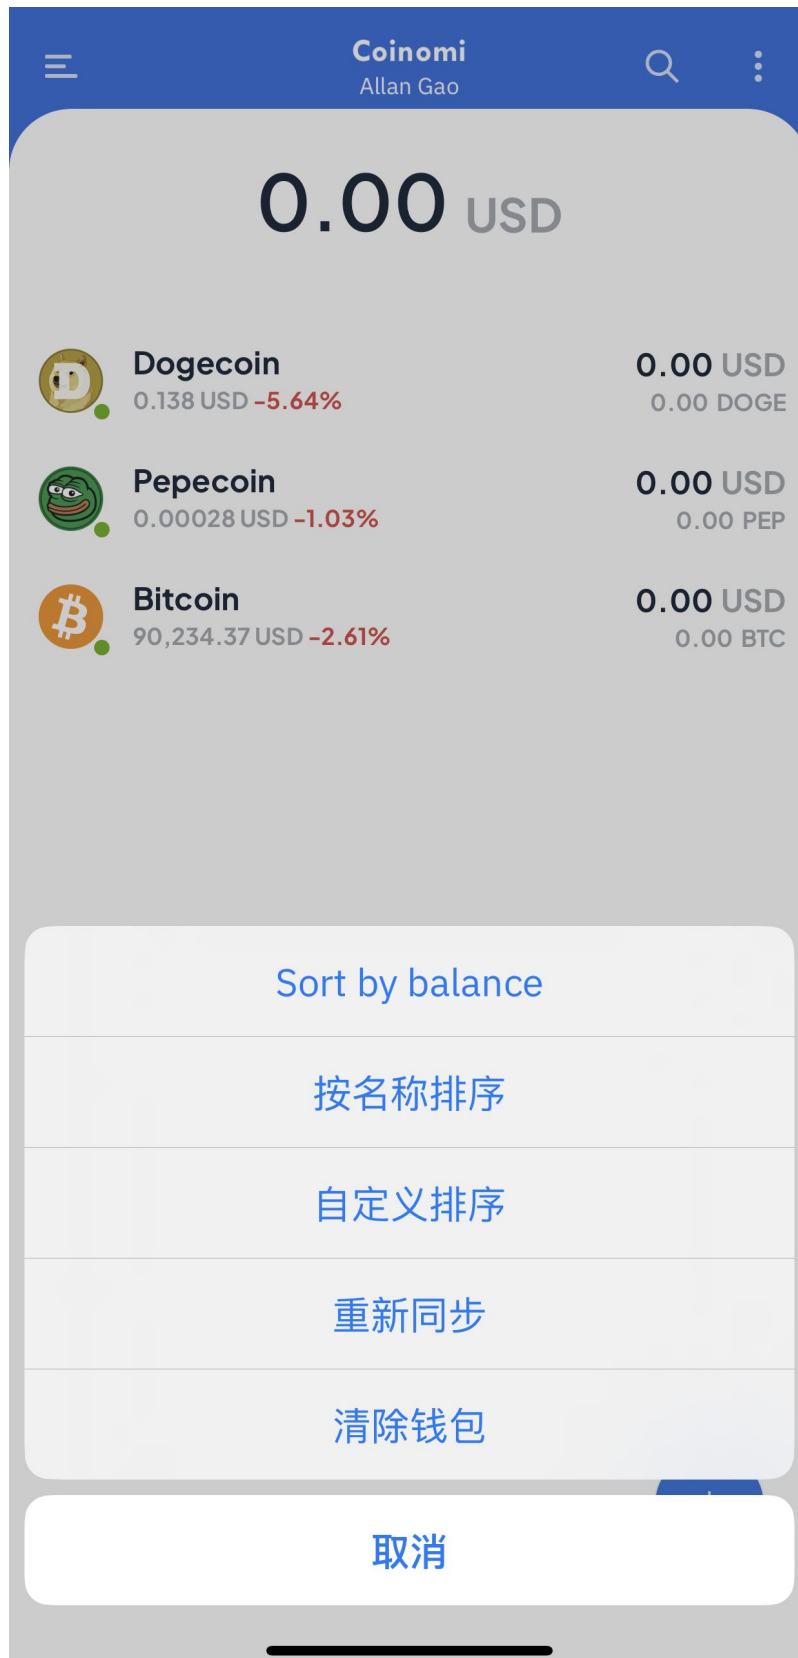 Coinomi
Allan Gao
0.00 USD
Dogecoin 0.00 USD
0.138 USD -5.64% 0.00 DOGE
Pepecoin 0.00 USD
0.00028 USD -1.03% 0.00 PEP
Bitcoin 0.00 USD
90,234.37 USD -2.61% 0.00 BTC
Sort by balance
按名称排序
自定义排序
重新同步
清除钱包
取消